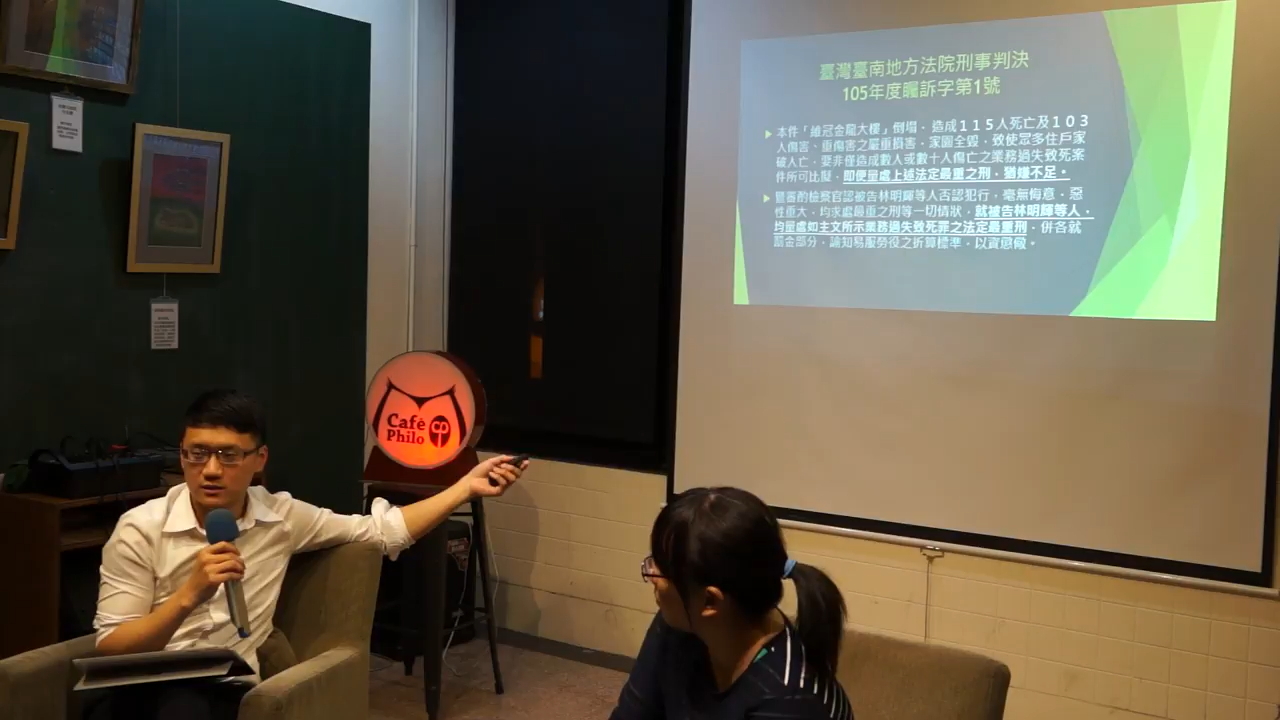 臺灣臺南地方法院刑事判決
105年度矚訴字第1號
本件「維冠金龍大樓」倒塌，造成１１５人死亡及１０３
人傷害、重傷害之嚴重損害，家園全毀，致使眾多住戶家
破人亡，要非僅造成數人或數十人傷亡之業務過失致死案
件所可比擬，即便量處上述法定最重之刑，猶嫌不足。
暨審酌檢察官認被告林明輝等人否認犯行，毫無悔意，惡
性重大，均求處最重之刑等一切情狀，就被告林明輝等人，
均量處如主文所示業務過失致死罪之法定最重刑，併各就
罰金部分，諭知易服勞役之折算標準，以資懲儆。
Café
Philo